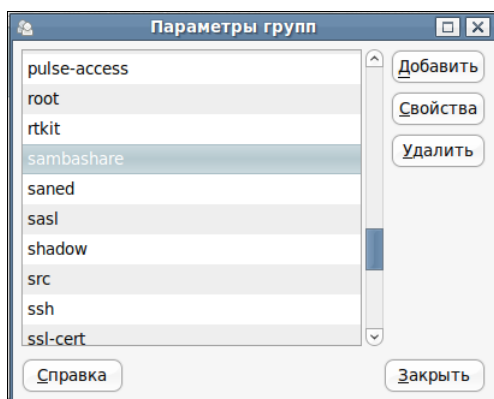 Параметры групп
pulse-access
root
rtkit
sambashare
saned
sasl
shadow
src
ssh
ssl-cert
Добавить
Свойства
Удалить
Справка
Закрыть